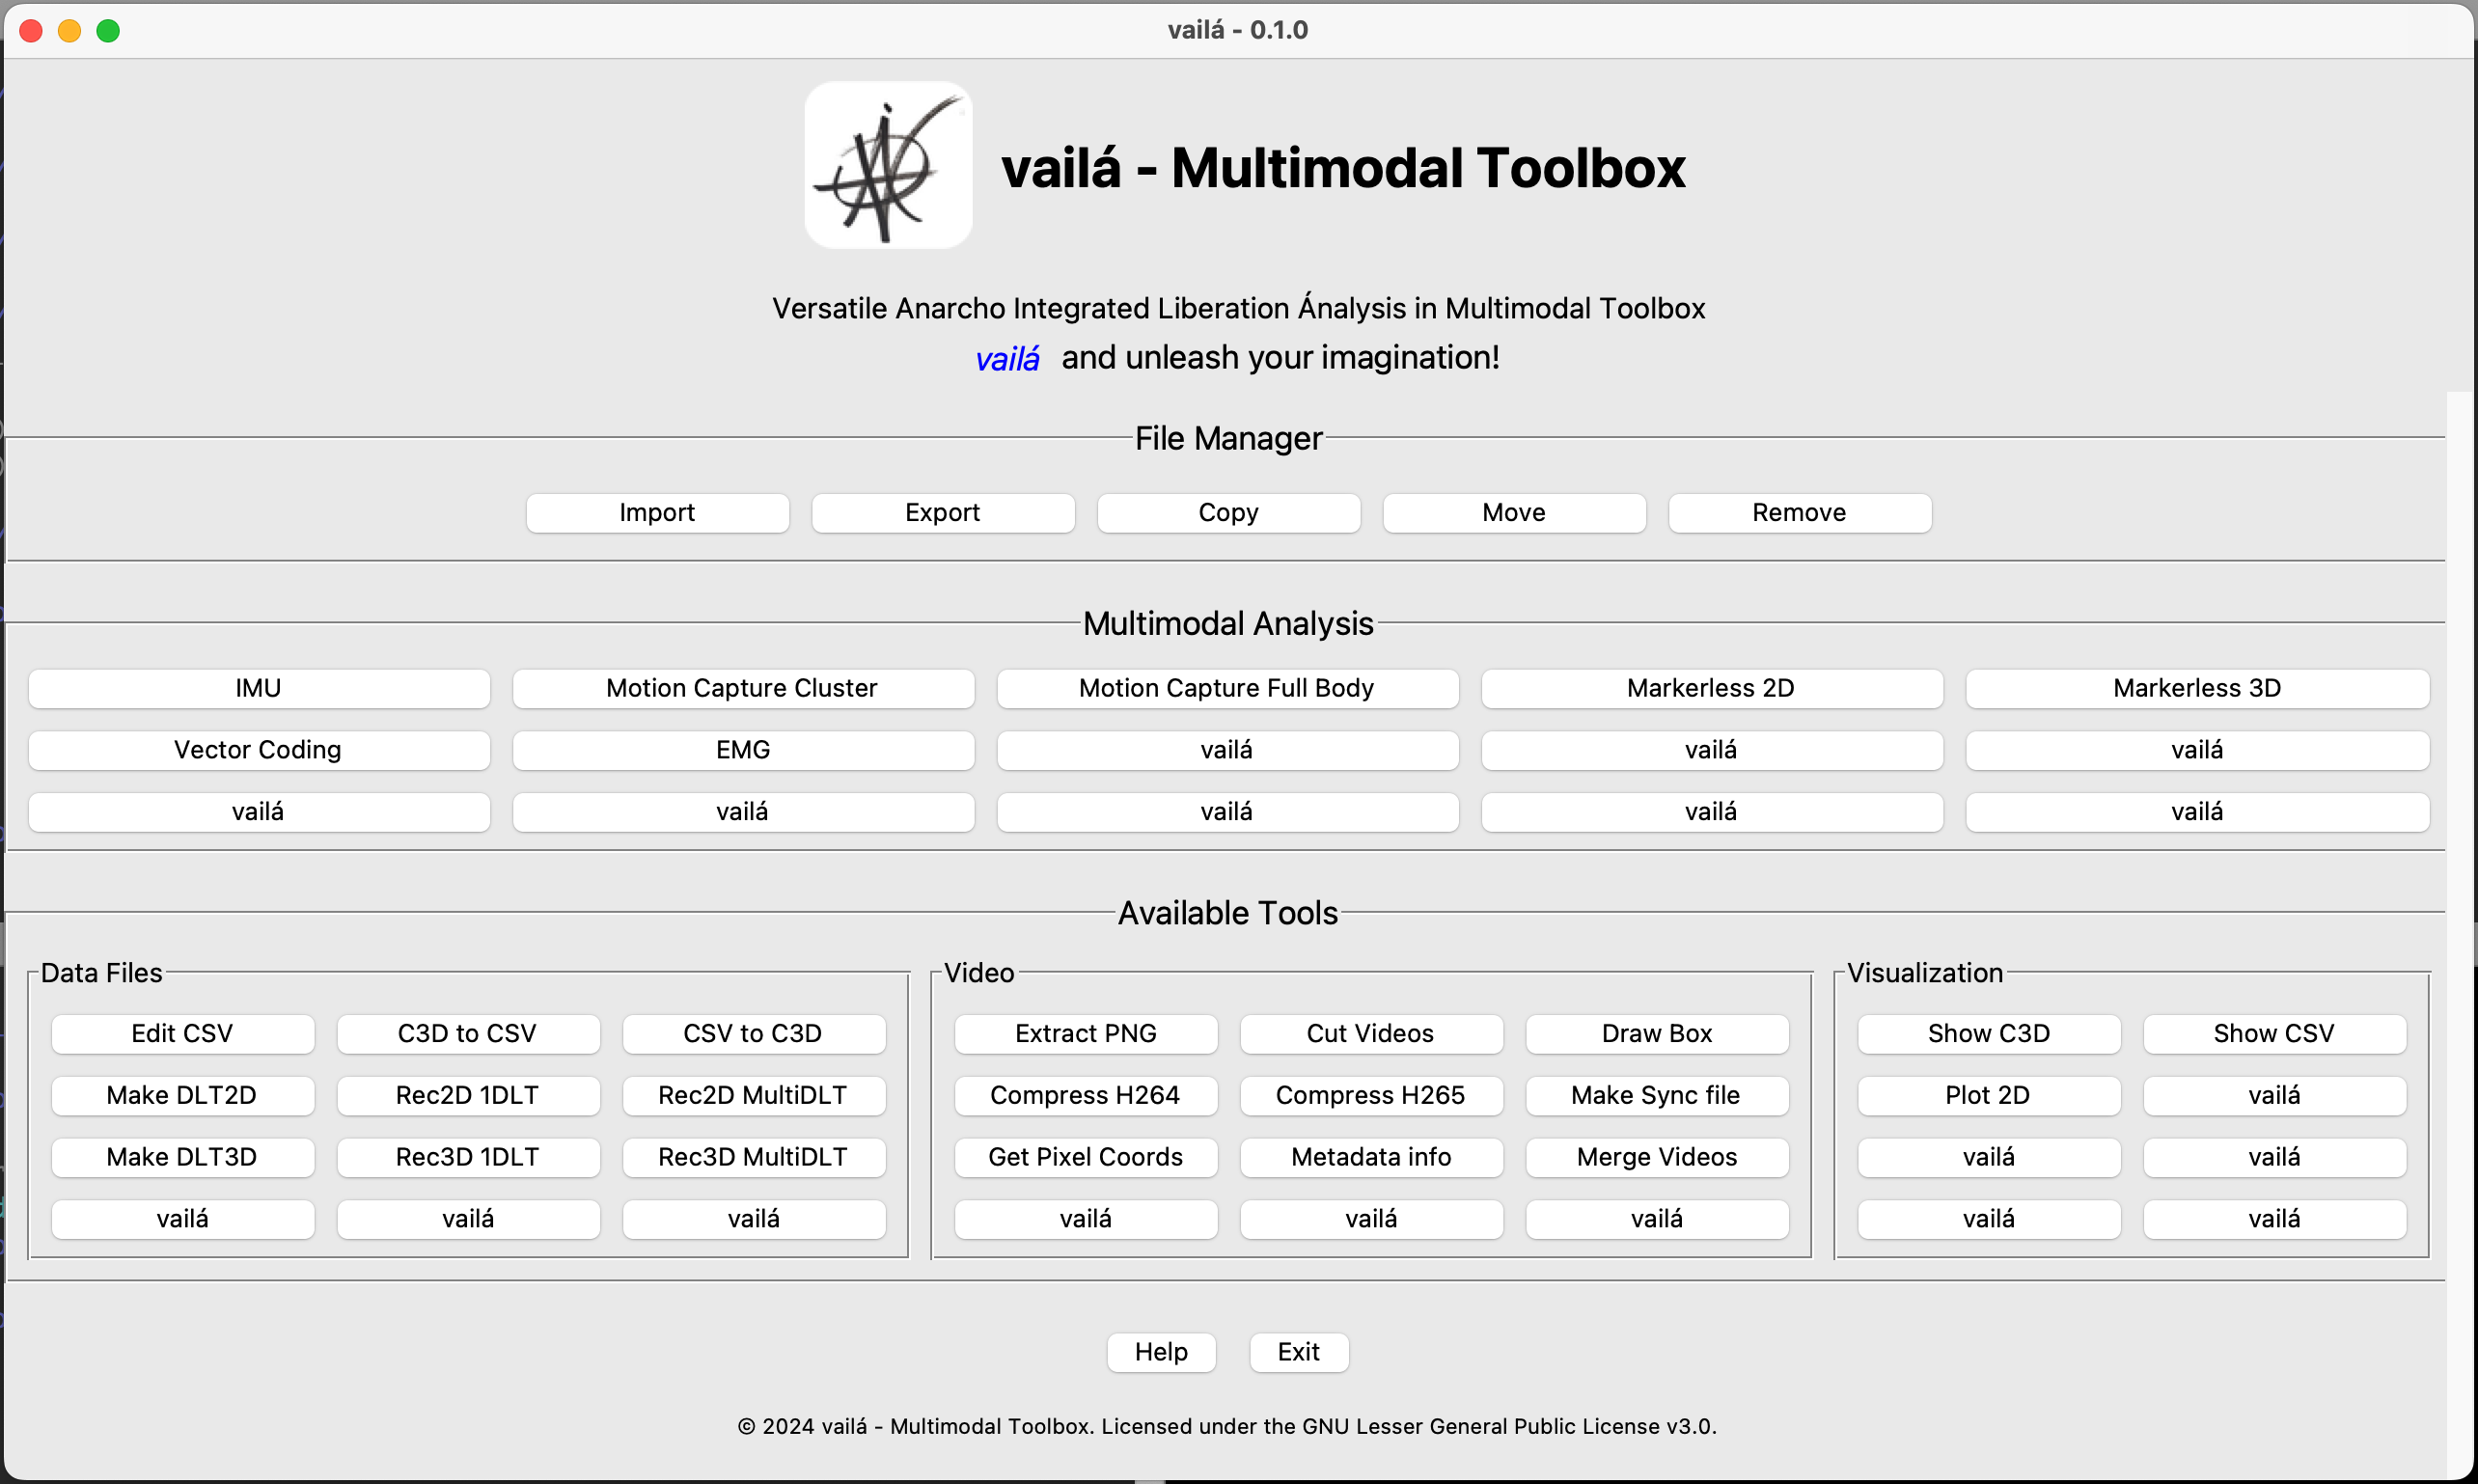 vailá - 0.1.0
vailá - Multimodal Toolbox
Versatile Anarcho Integrated Liberation Ánalysis in Multimodal Toolbox
vailá and unleash your imagination!
File Manager
Import Export Copy Move Remove
Multimodal Analysis
IMU Motion Capture Cluster Motion Capture Full Body Markerless 2D Markerless 3D
Vector Coding EMG vailá vailá vailá
vailá vailá vailá vailá vailá
Available Tools
Data Files
Edit CSV C3D to CSV CSV to C3D
Make DLT2D Rec2D 1DLT Rec2D MultiDLT
Make DLT3D Rec3D 1DLT Rec3D MultiDLT
vailá vailá vailá
Video
Extract PNG Cut Videos Draw Box
Compress H264 Compress H265 Make Sync file
Get Pixel Coords Metadata info Merge Videos
vailá vailá vailá
Visualization
Show C3D Show CSV
Plot 2D vailá
vailá vailá
vailá vailá
Help Exit
© 2024 vailá - Multimodal Toolbox. Licensed under the GNU Lesser General Public License v3.0.